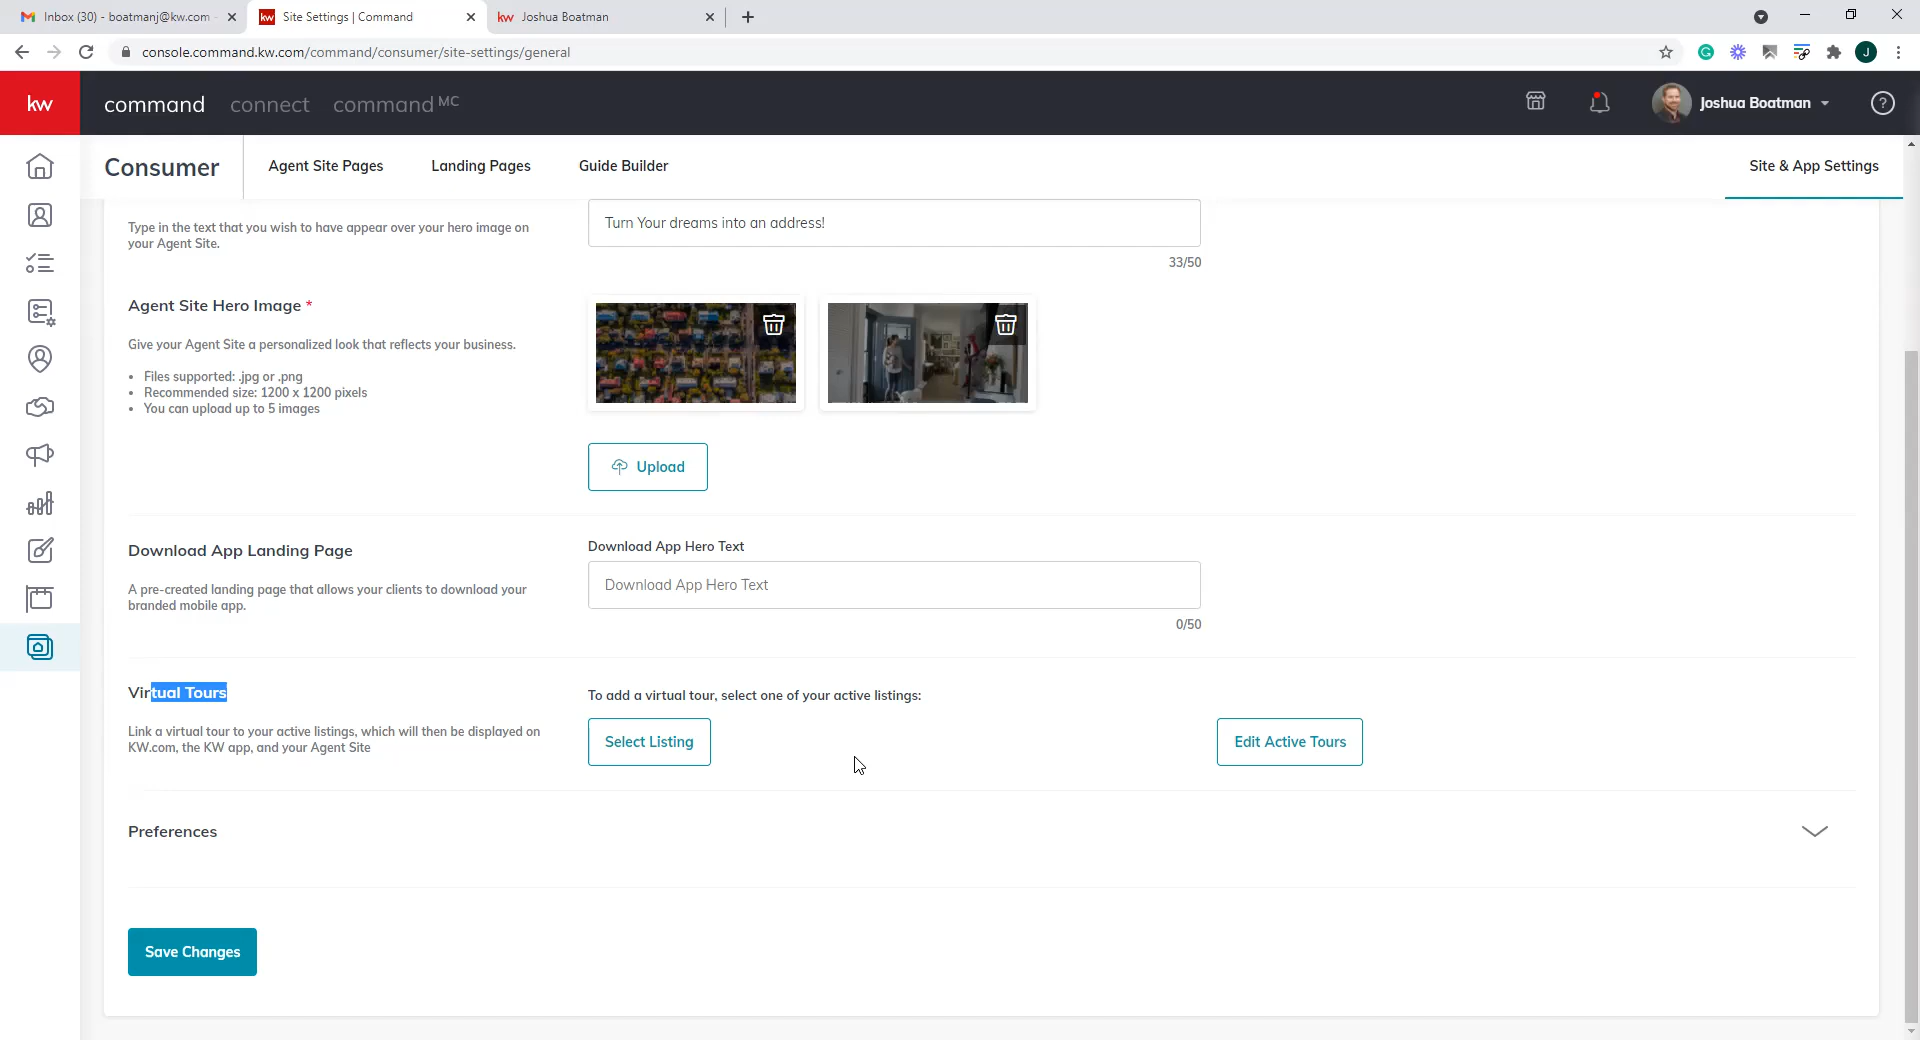 Inbox (30) - boatmanj@kw.com
Site Settings | Command
kw Joshua Boatman
console.command.kw.com/command/consumer/site-settings/general
J
kw
command connect command MC
Joshua Boatman
?
Consumer
Agent Site Pages
Landing Pages
Guide Builder
Site & App Settings
Type in the text that you wish to have appear over your hero image on
your Agent Site.
Turn Your dreams into an address!
33/50
Agent Site Hero Image *
Give your Agent Site a personalized look that reflects your business.
• Files supported: .jpg or .png
• Recommended size: 1200 x 1200 pixels
• You can upload up to 5 images
Upload
Download App Landing Page
A pre-created landing page that allows your clients to download your
branded mobile app.
Download App Hero Text
Download App Hero Text
0/50
Virtual Tours
Link a virtual tour to your active listings, which will then be displayed on
KW.com, the KW app, and your Agent Site
To add a virtual tour, select one of your active listings:
Select Listing
Edit Active Tours
Preferences
Save Changes